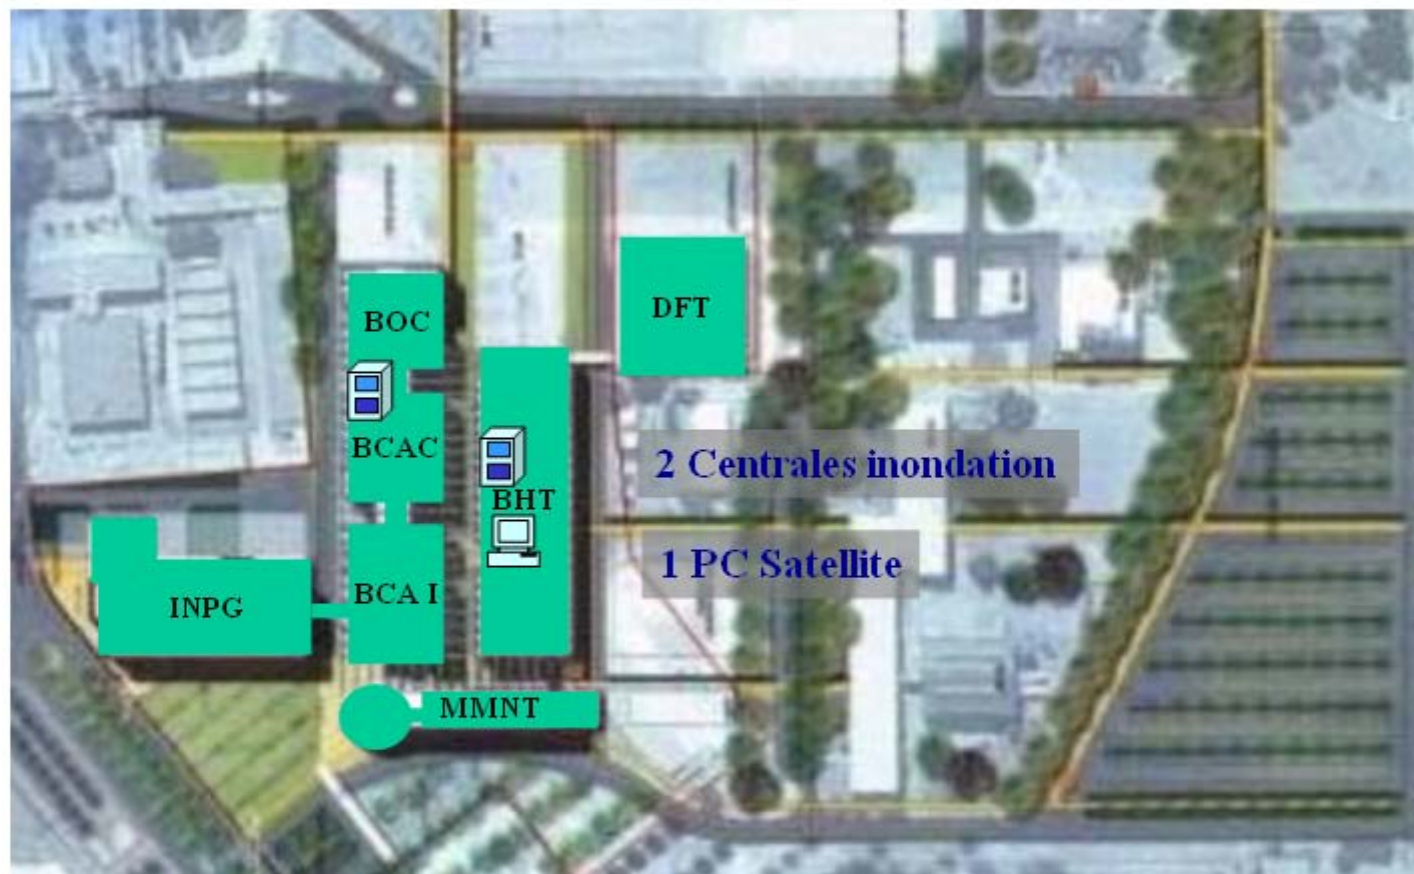 BOC
DFT
BCAC
2 Centrales inondation
BHT
1 PC Satellite
BCA I
INPG
MMNT